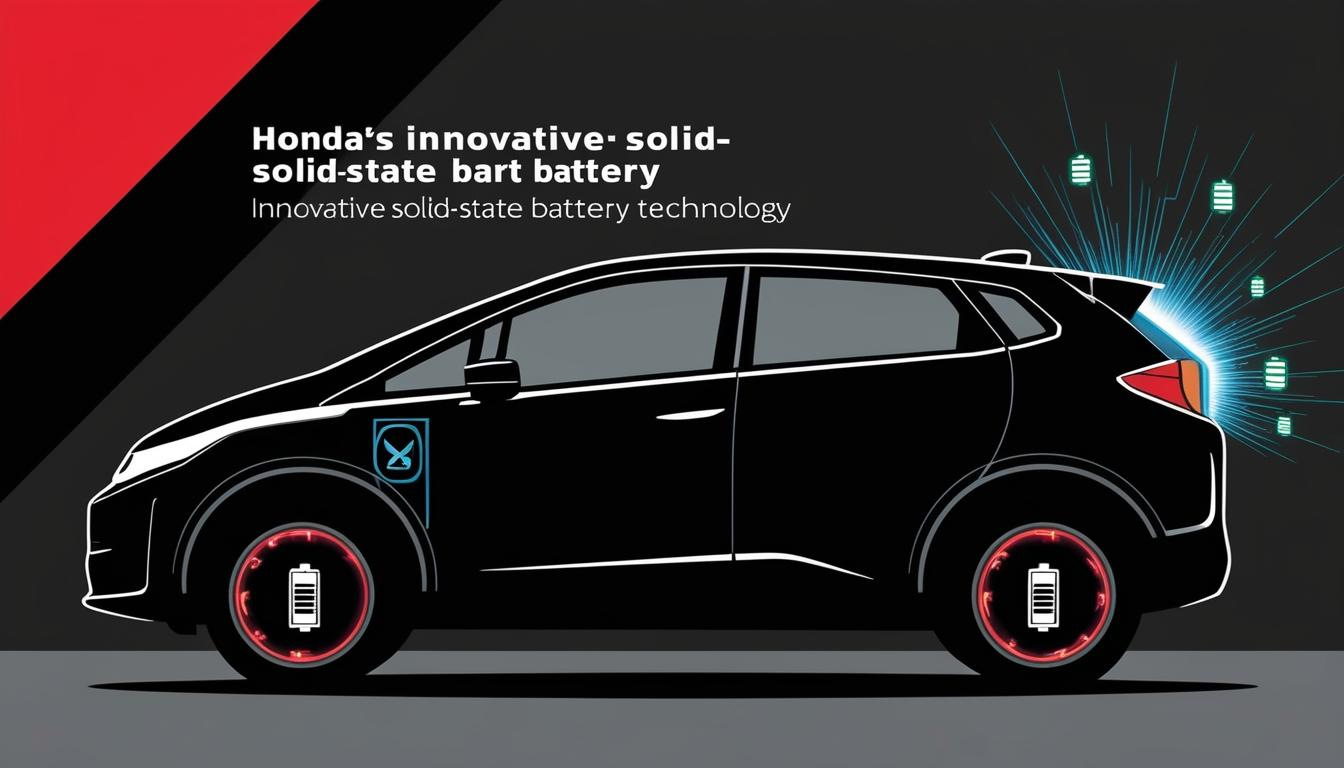 Honda's innovative· solid-
solid-state bart battery
Innovative solid-state battery technology